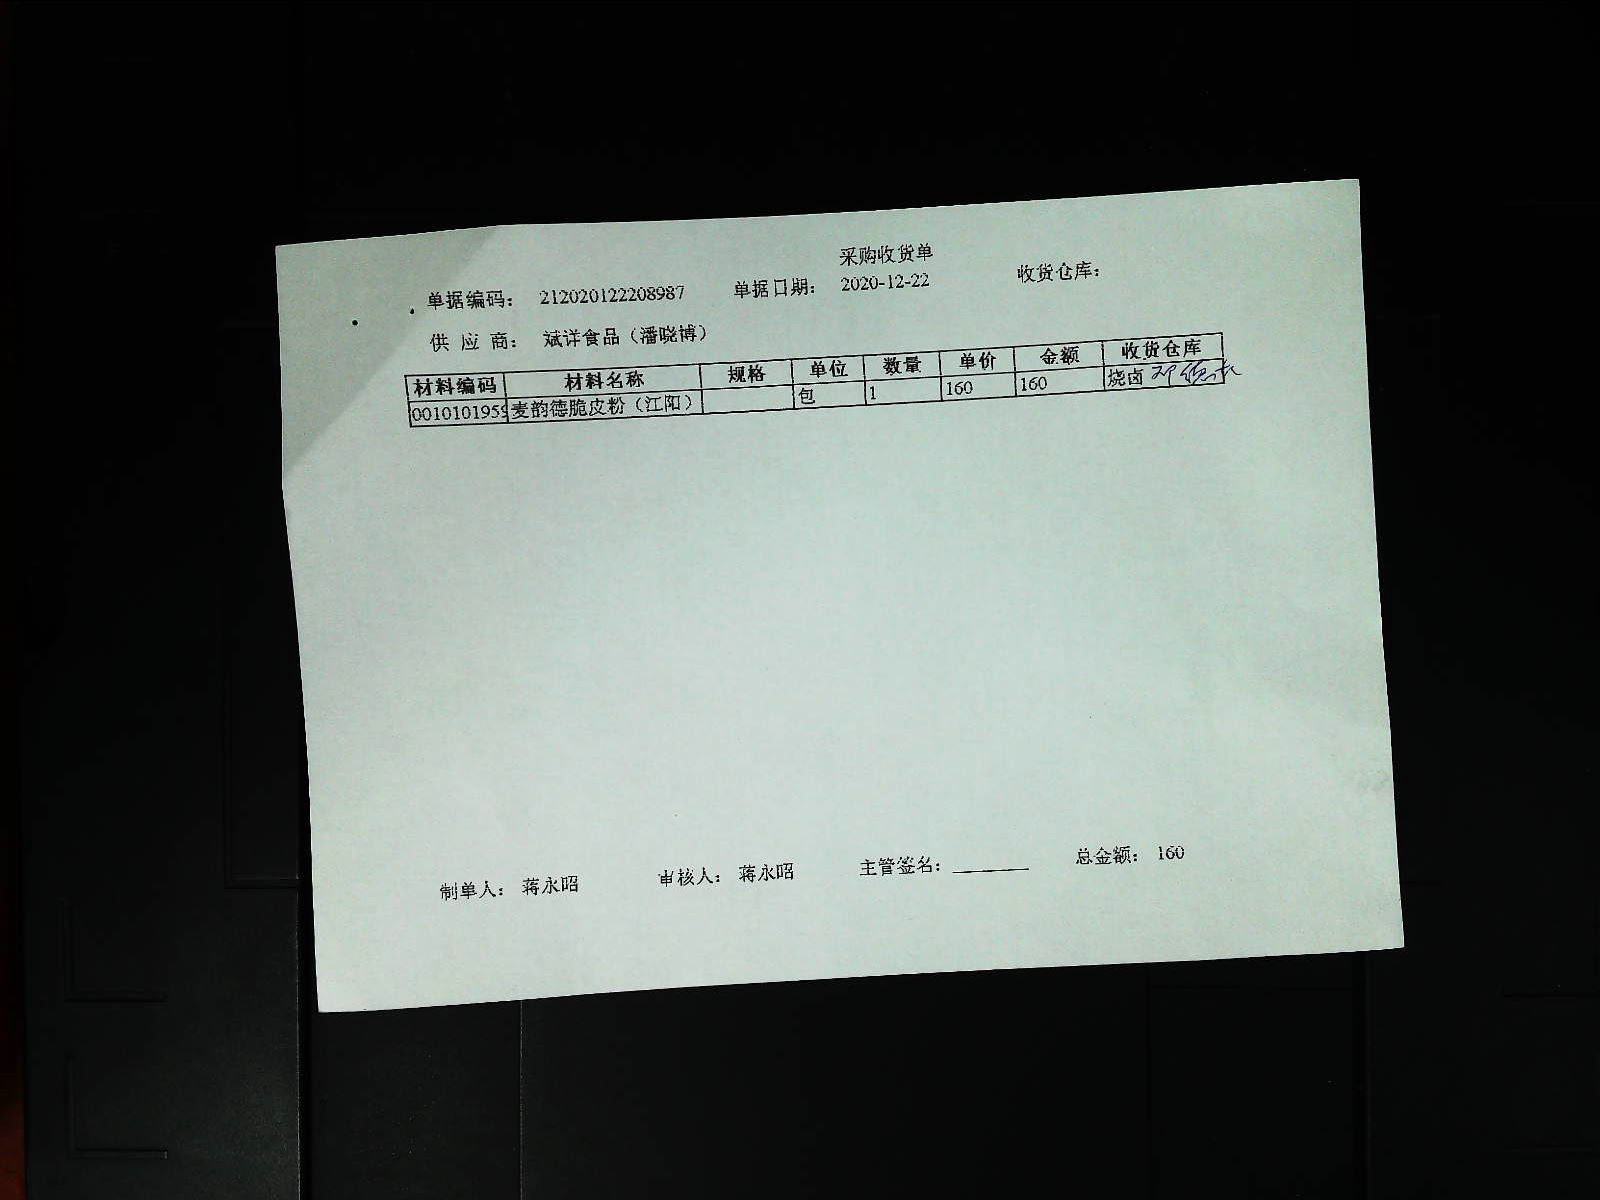 采购收货单
单据编码： 212020122208987 单据日期： 2020-12-22 收货仓库：
供 应 商： 斌洋食品（潘晓博）
材料编码 材料名称 规格 单位 数量 单价 金额 收货仓库
0010101959 麦韵德脆皮粉（江阳） 包 1 160 160 烧卤
制单人： 蒋永昭 审核人： 蒋永昭 主管签名： 总金额： 160